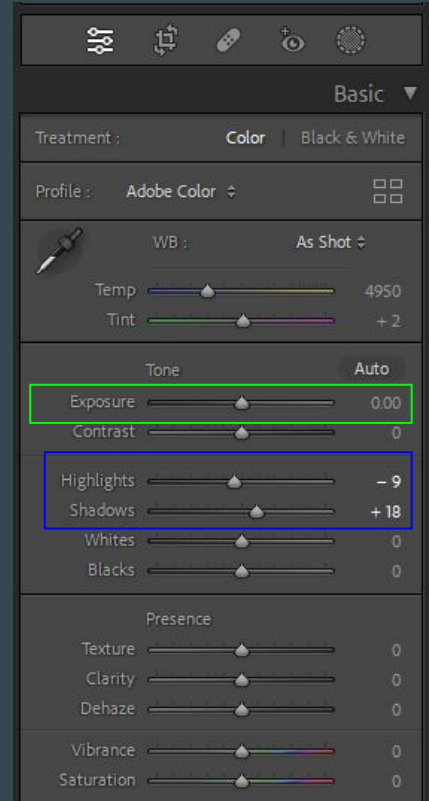 Basic ▼
Treatment : Color | Black & White
Profile : Adobe Color
WB : As Shot
Temp 4950
Tint + 2
Tone Auto
Exposure 0.00
Contrast 0
Highlights – 9
Shadows + 18
Whites 0
Blacks 0
Presence
Texture 0
Clarity 0
Dehaze 0
Vibrance 0
Saturation 0